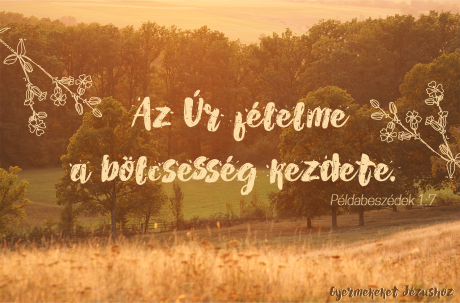 Az Úr félelme
a bölcsesség kezdete.
Példabeszédek 1:7
Gyermekeket Jézushoz